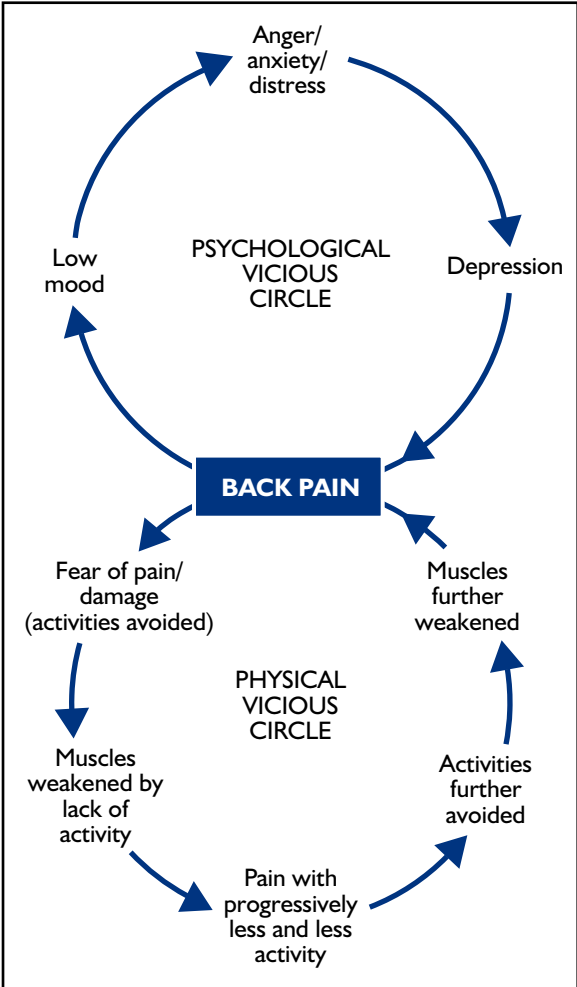 Anger/
anxiety/
distress
PSYCHOLOGICAL
VICIOUS
CIRCLE
Low
mood
Depression
BACK PAIN
Fear of pain/
damage
(activities avoided)
Muscles
further
weakened
PHYSICAL
VICIOUS
CIRCLE
Muscles
weakened by
lack of
activity
Activities
further
avoided
Pain with
progressively
less and less
activity